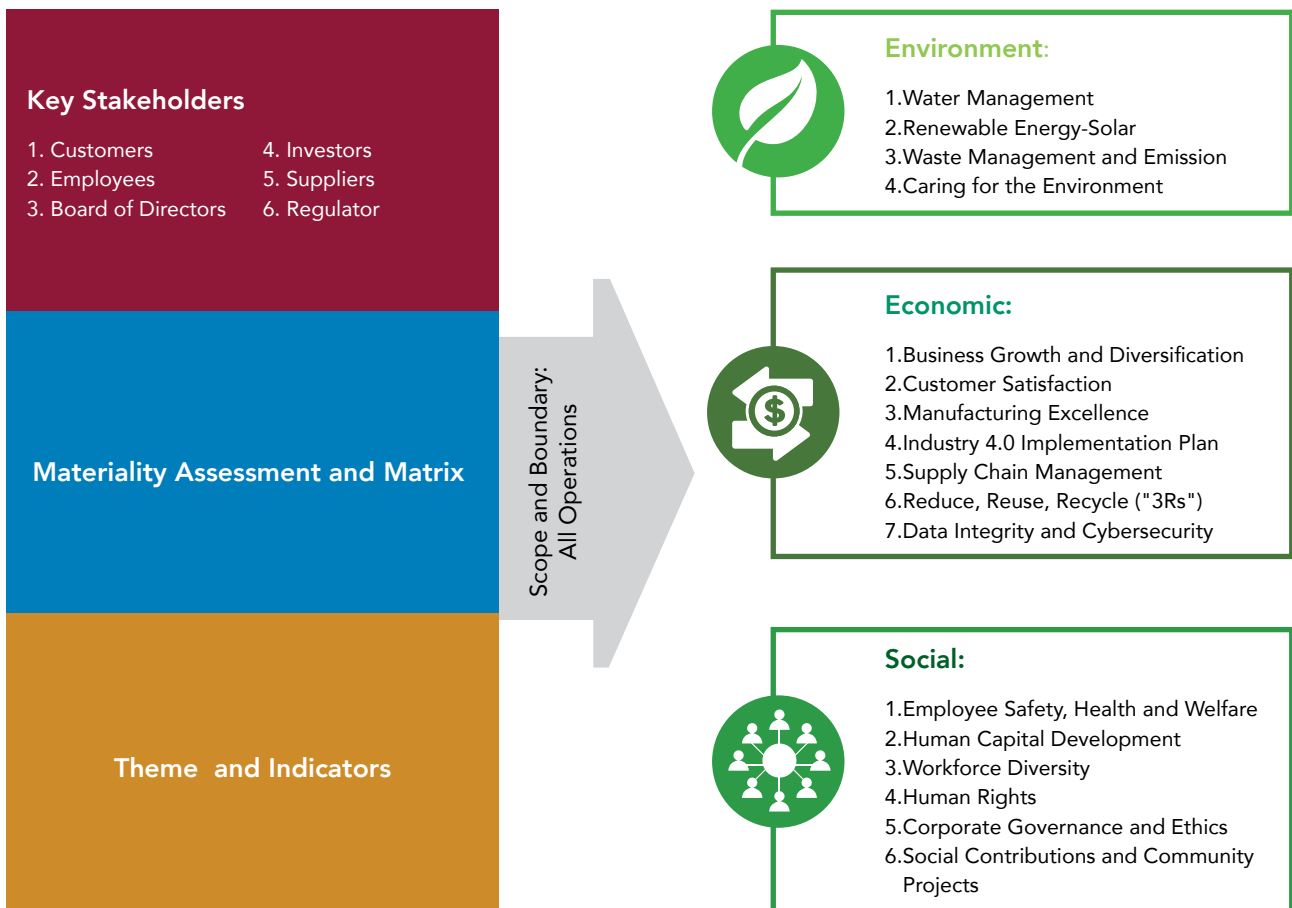 Key Stakeholders
1. Customers
2. Employees
3. Board of Directors
4. Investors
5. Suppliers
6. Regulator
Materiality Assessment and Matrix
Theme and Indicators
Scope and Boundary:
All Operations
Environment:
1.Water Management
2.Renewable Energy-Solar
3.Waste Management and Emission
4.Caring for the Environment
Economic:
1.Business Growth and Diversification
2.Customer Satisfaction
3.Manufacturing Excellence
4.Industry 4.0 Implementation Plan
5.Supply Chain Management
6.Reduce, Reuse, Recycle ("3Rs")
7.Data Integrity and Cybersecurity
$
Social:
1.Employee Safety, Health and Welfare
2.Human Capital Development
3.Workforce Diversity
4.Human Rights
5.Corporate Governance and Ethics
6.Social Contributions and Community
Projects